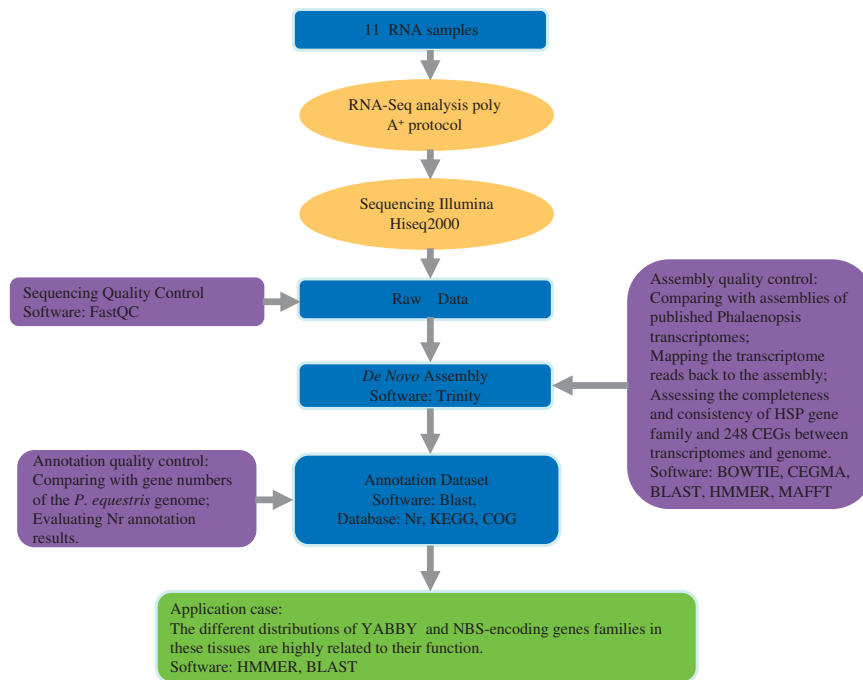 11 RNA samples
RNA-Seq analysis poly
A⁺ protocol
Sequencing Illumina
Hiseq2000
Sequencing Quality Control
Software: FastQC
Raw Data
Assembly quality control:
Comparing with assemblies of
published Phalaenopsis
transcriptomes;
Mapping the transcriptome
reads back to the assembly;
Assessing the completeness
and consistency of HSP gene
family and 248 CEGs between
transcriptomes and genome.
Software: BOWTIE, CEGMA,
BLAST, HMMER, MAFFT
De Novo Assembly
Software: Trinity
Annotation quality control:
Comparing with gene numbers
of the P. equestris genome;
Evaluating Nr annotation
results.
Annotation Dataset
Software: Blast,
Database: Nr, KEGG, COG
Application case:
The different distributions of YABBY and NBS-encoding genes families in
these tissues are highly related to their function.
Software: HMMER, BLAST